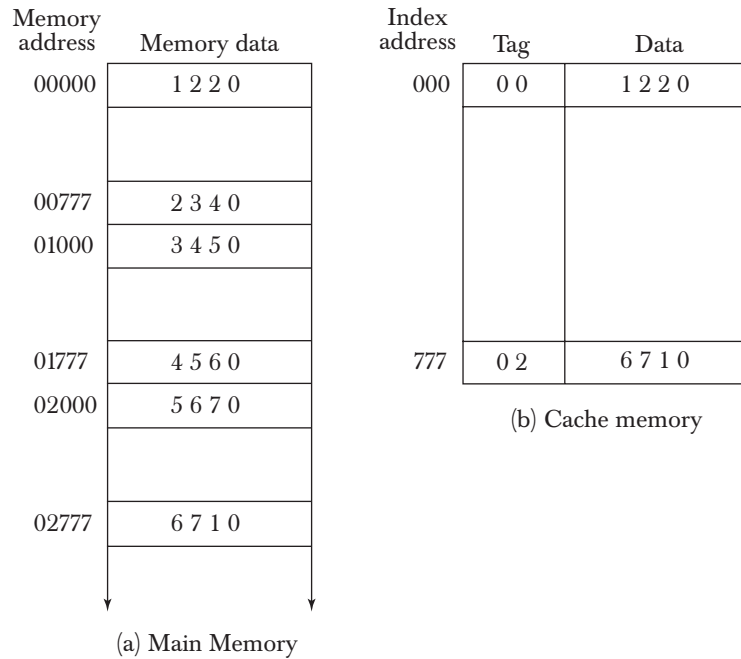 Memory
address
Memory data
00000
1 2 2 0
00777
2 3 4 0
01000
3 4 5 0
01777
4 5 6 0
02000
5 6 7 0
02777
6 7 1 0
(a) Main Memory
Index
address
Tag
Data
000
0 0
1 2 2 0
777
0 2
6 7 1 0
(b) Cache memory